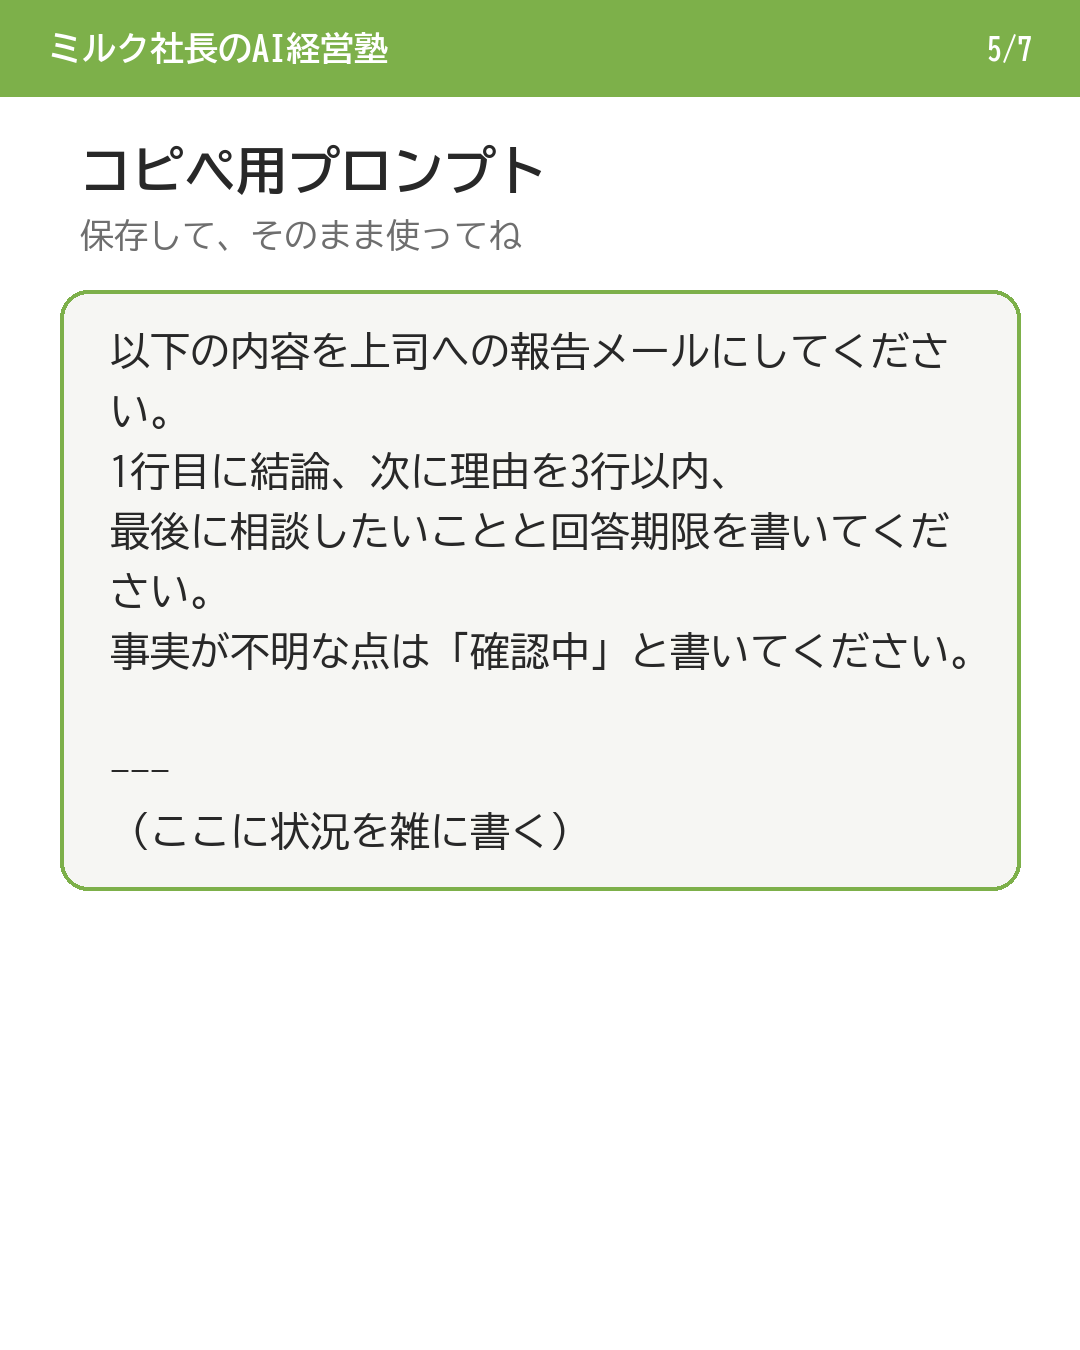 ミルク社長のAI経営塾
5/7
コピペ用プロンプト
保存して、そのまま使ってね
以下の内容を上司への報告メールにしてくださ
い。
1行目に結論、次に理由を3行以内、
最後に相談したいことと回答期限を書いてくだ
さい。
事実が不明な点は「確認中」と書いてください。
---
（ここに状況を雑に書く）